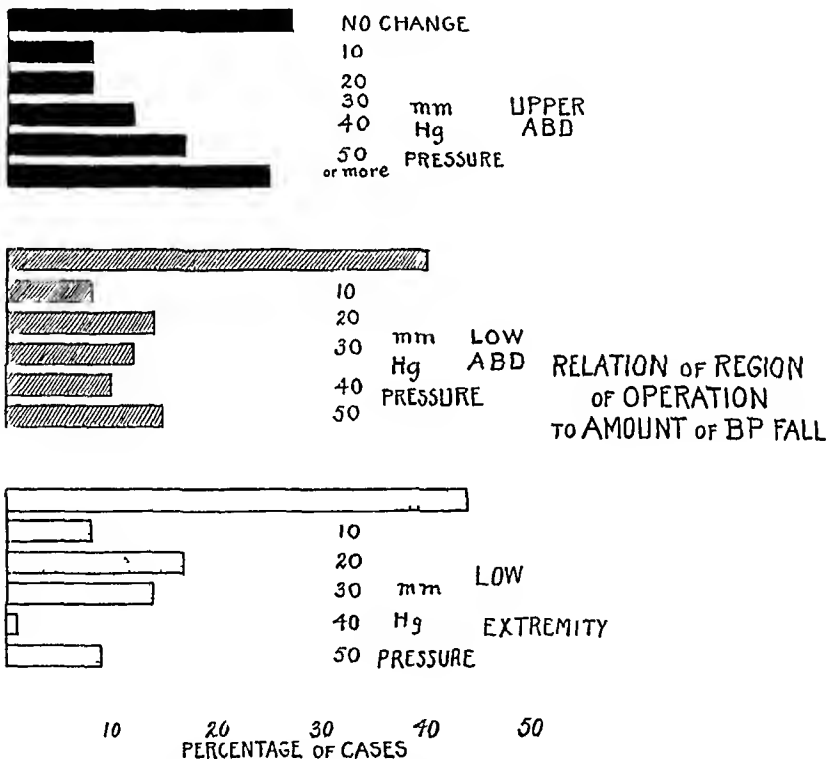 NO CHANGE
10
20
30
40
50
or more
mm
Hg
PRESSURE
UPPER
ABD
10
20
30
40
50
mm
Hg
PRESSURE
LOW
ABD
RELATION OF REGION
OF OPERATION
TO AMOUNT OF BP FALL
10
20
30
40
50
mm
Hg
PRESSURE
LOW
EXTREMITY
10 20 30 40 50
PERCENTAGE OF CASES